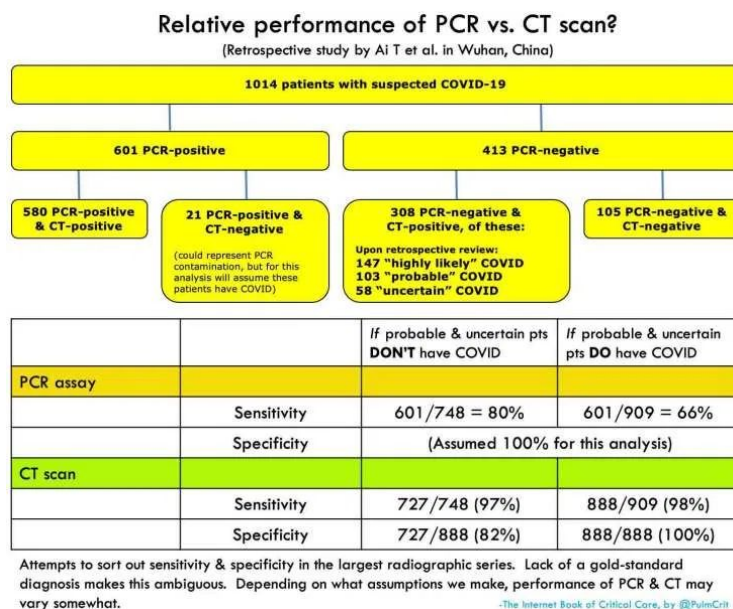 Relative performance of PCR vs. CT scan?
(Retrospective study by Ai T et al. in Wuhan, China)
1014 patients with suspected COVID-19
601 PCR-positive
413 PCR-negative
580 PCR-positive
& CT-positive
21 PCR-positive &
CT-negative
(could represent PCR
contamination, but for this
analysis will assume these
patients have COVID)
308 PCR-negative &
CT-positive, of these:
Upon retrospective review:
147 “highly likely” COVID
103 “probable” COVID
58 “uncertain” COVID
105 PCR-negative &
CT-negative
If probable & uncertain pts
DON'T have COVID
If probable & uncertain
pts DO have COVID
PCR assay
Sensitivity
601/748 = 80%
601/909 = 66%
Specificity
(Assumed 100% for this analysis)
CT scan
Sensitivity
727/748 (97%)
888/909 (98%)
Specificity
727/888 (82%)
888/888 (100%)
Attempts to sort out sensitivity & specificity in the largest radiographic series. Lack of a gold-standard
diagnosis makes this ambiguous. Depending on what assumptions we make, performance of PCR & CT may
vary somewhat.
-The Internet Book of Critical Care, by @PulmCrit